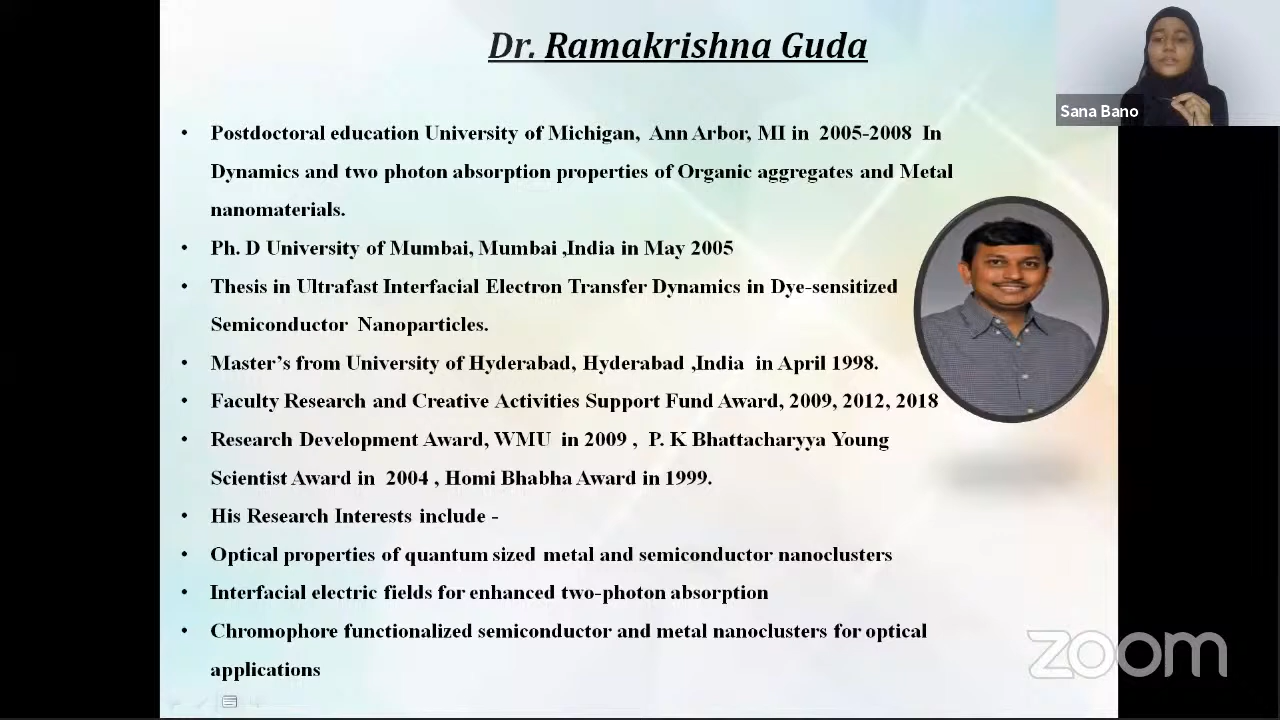 Dr. Ramakrishna Guda
Sana Bano
• Postdoctoral education University of Michigan, Ann Arbor, MI in 2005-2008 In
Dynamics and two photon absorption properties of Organic aggregates and Metal
nanomaterials.
• Ph. D University of Mumbai, Mumbai ,India in May 2005
• Thesis in Ultrafast Interfacial Electron Transfer Dynamics in Dye-sensitized
Semiconductor Nanoparticles.
• Master’s from University of Hyderabad, Hyderabad ,India in April 1998.
• Faculty Research and Creative Activities Support Fund Award, 2009, 2012, 2018
• Research Development Award, WMU in 2009 , P. K Bhattacharyya Young
Scientist Award in 2004 , Homi Bhabha Award in 1999.
• His Research Interests include -
• Optical properties of quantum sized metal and semiconductor nanoclusters
• Interfacial electric fields for enhanced two-photon absorption
• Chromophore functionalized semiconductor and metal nanoclusters for optical
applications
zoom